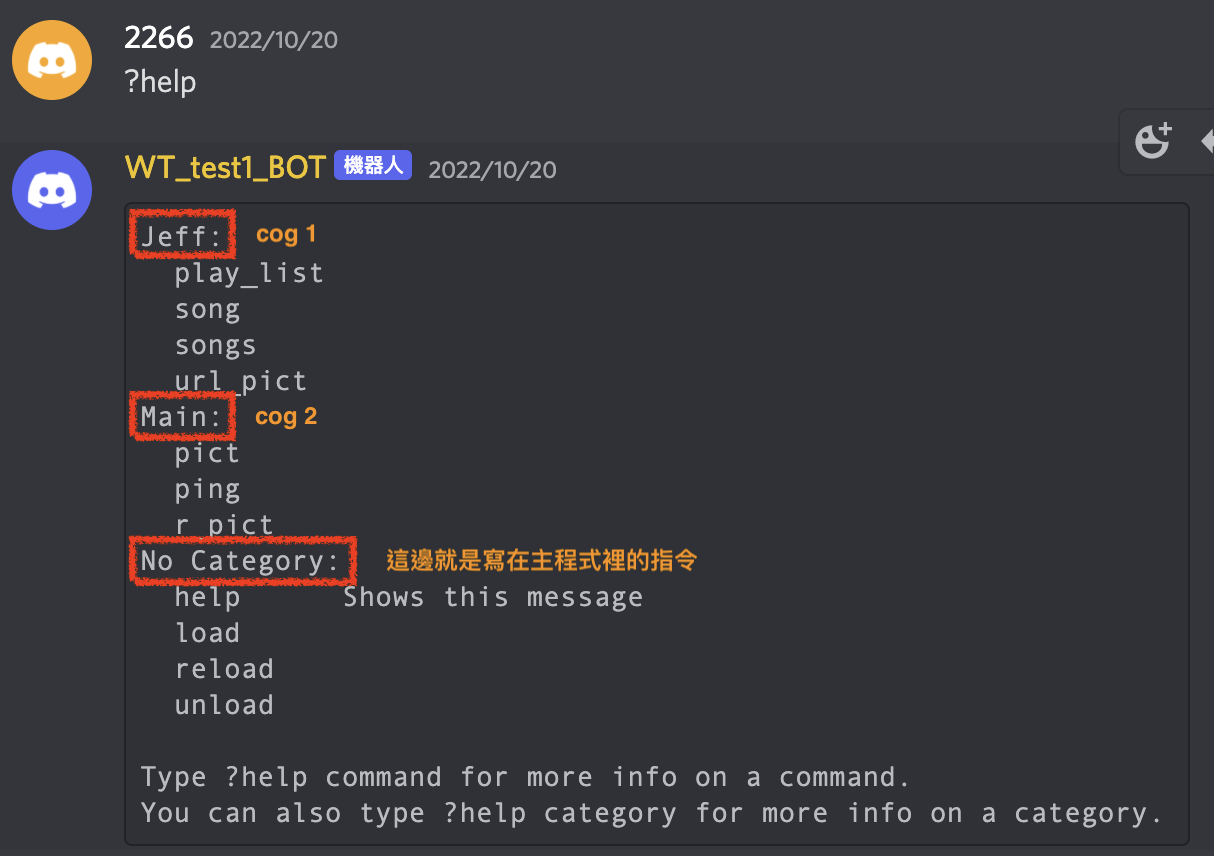 2266 2022/10/20
?help
WT_test1_BOT 機器人 2022/10/20
Jeff: cog 1
play_list
song
songs
url_pict
Main: cog 2
pict
ping
r_pict
No Category: 這邊就是寫在主程式裡的指令
help Shows this message
load
reload
unload
Type ?help command for more info on a command.
You can also type ?help category for more info on a category.